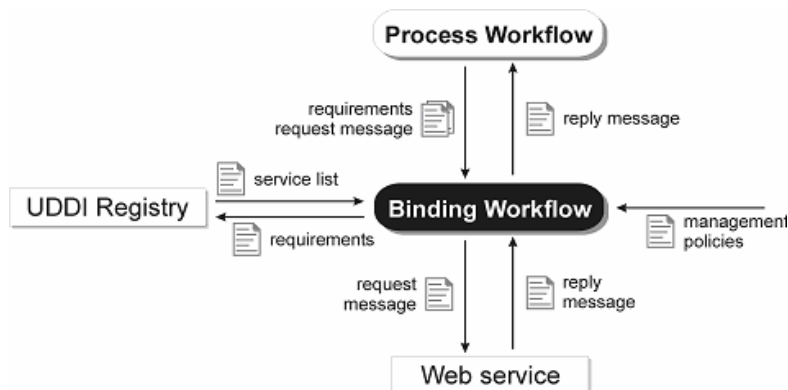 Process Workflow
requirements
request message
reply message
service list
UDDI Registry
Binding Workflow
requirements
management
policies
request
message
reply
message
Web service